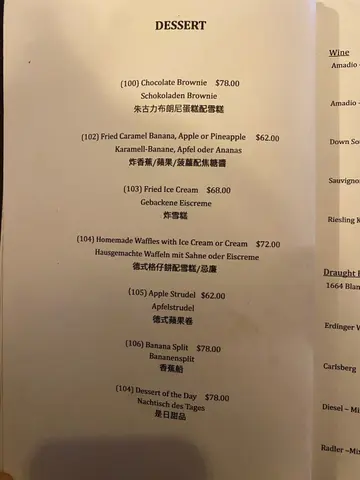 DESSERT
(100) Chocolate Brownie $78.00
Schokoladen Brownie
朱古力布朗尼蛋糕配雪糕
(102) Fried Caramel Banana, Apple or Pineapple $62.00
Karamell-Banane, Apfel oder Ananas
炸香蕉/蘋果/菠蘿配焦糖醬
(103) Fried Ice Cream $68.00
Gebackene Eiscreme
炸雪糕
(104) Homemade Waffles with Ice Cream or Cream $72.00
Hausgemachte Waffeln mit Sahne oder Eiscreme
德式格仔餅配雪糕/忌廉
(105) Apple Strudel $62.00
Apfelstrudel
德式蘋果卷
(106) Banana Split $78.00
Bananensplit
香蕉船
(104) Dessert of the Day $78.00
Nachtisch des Tages
是日甜品
Wine
Amadio –
Amadio –
Down Sou
Sauvignon
Riesling K
Draught
1664 Blan
Erdinger W
Carlsberg
Diesel – Mi
Radler –Mix